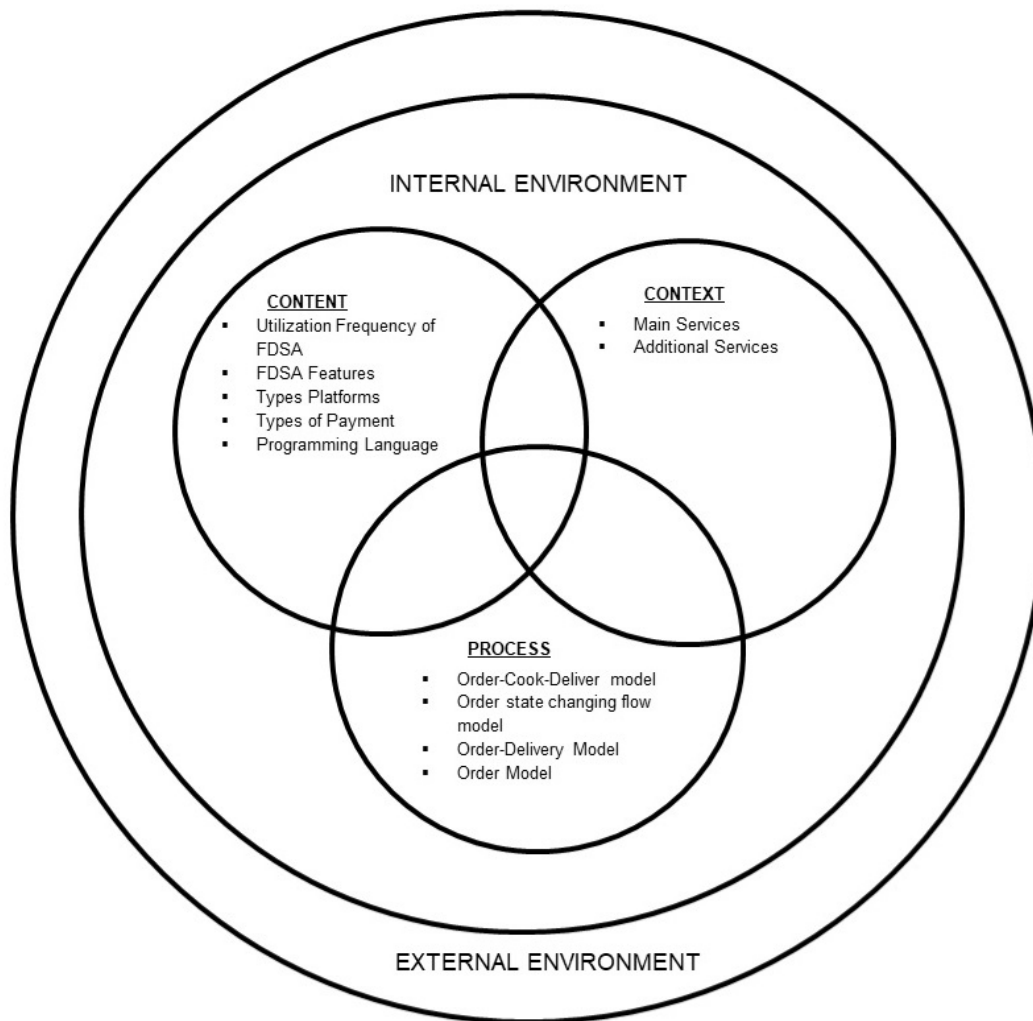 INTERNAL ENVIRONMENT
CONTENT
▪ Utilization Frequency of
FDSA
▪ FDSA Features
▪ Types Platforms
▪ Types of Payment
▪ Programming Language
CONTEXT
▪ Main Services
▪ Additional Services
PROCESS
▪ Order-Cook-Deliver model
▪ Order state changing flow
model
▪ Order-Delivery Model
▪ Order Model
EXTERNAL ENVIRONMENT